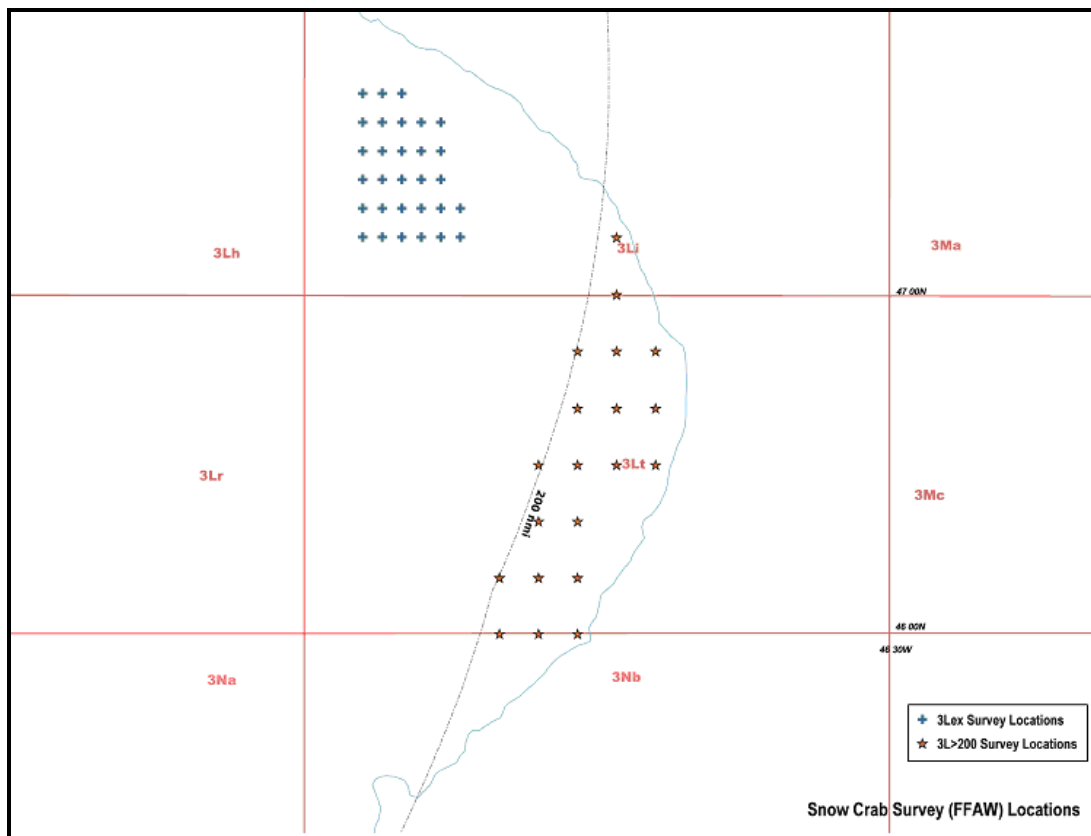 3Lh
3Li
3Ma
47 00N
3Lr
3Lt
3Mc
200 nmi
46 00N
46 30W
3Na
3Nb
3Lex Survey Locations
3L>200 Survey Locations
Snow Crab Survey (FFAW) Locations